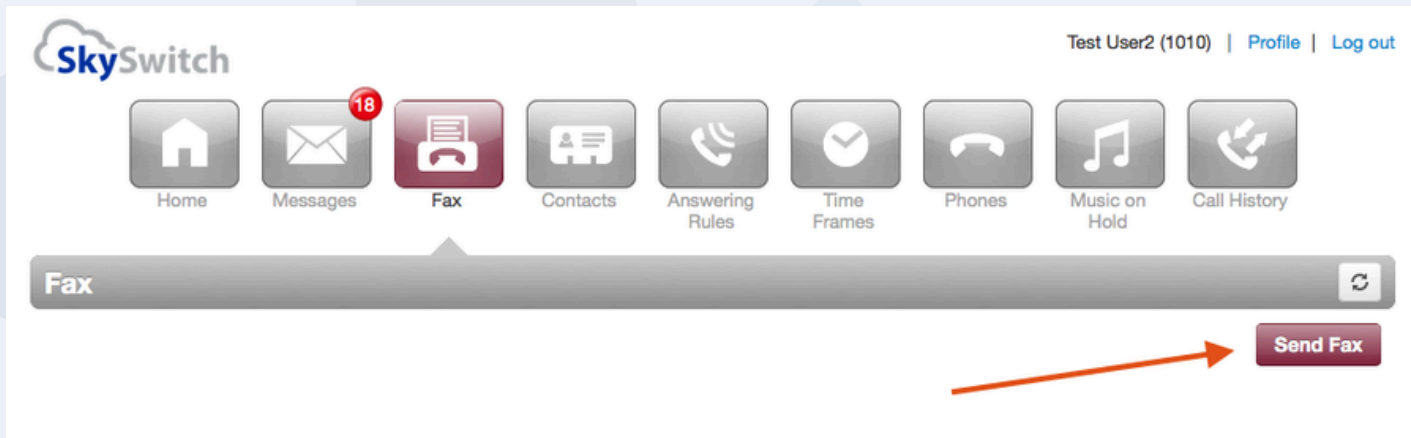 SkySwitch
Test User2 (1010) | Profile | Log out
18
Home
Messages
Fax
Contacts
Answering
Rules
Time
Frames
Phones
Music on
Hold
Call History
Fax
Send Fax